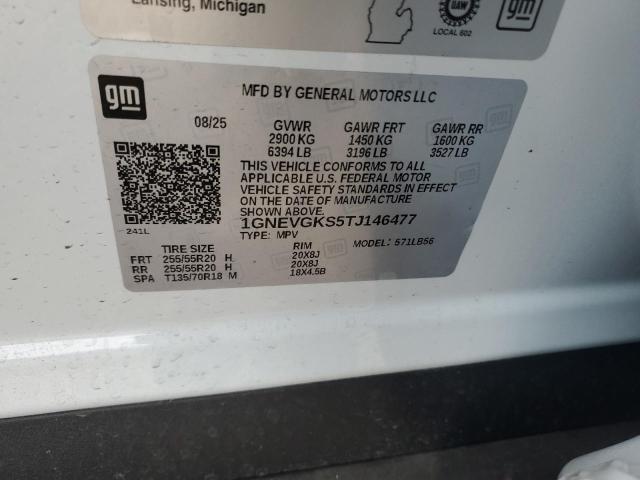 Lansing, Michigan
UAW
LOCAL 602
gm
gm
MFD BY GENERAL MOTORS LLC
08/25 GVWR GAWR FRT GAWR RR
2900 KG 1450 KG 1600 KG
6394 LB 3196 LB 3527 LB
THIS VEHICLE CONFORMS TO ALL
APPLICABLE U.S. FEDERAL MOTOR
VEHICLE SAFETY STANDARDS IN EFFECT
ON THE DATE OF MANUFACTURE
SHOWN ABOVE.
1GNEVGKS5TJ146477
241L
TYPE: MPV MODEL: 571LB56
TIRE SIZE RIM
FRT 255/55R20 H 20X8J
RR 255/55R20 H 20X8J
SPA T135/70R18 M 18X4.5B